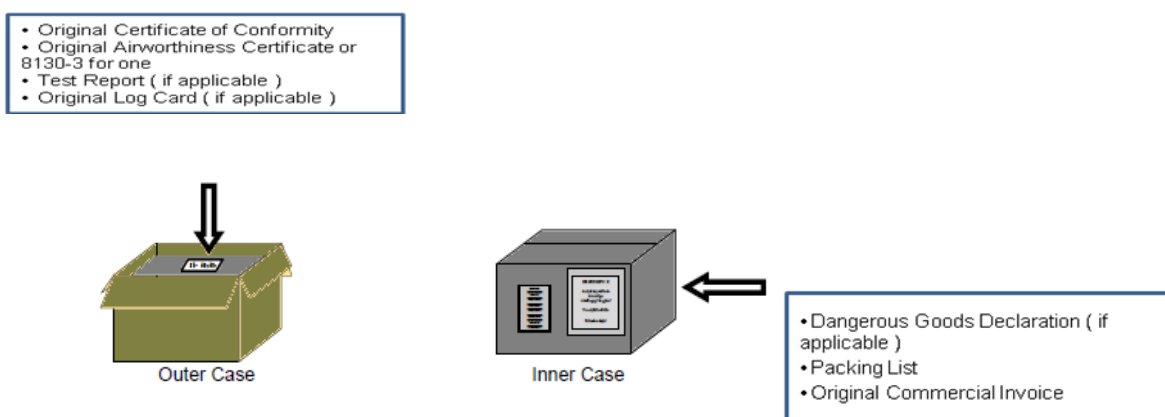 • Original Certificate of Conformity
• Original Airworthiness Certificate or
8130-3 for one
• Test Report ( if applicable )
• Original Log Card ( if applicable )
Outer Case
Inner Case
• Dangerous Goods Declaration ( if
applicable )
• Packing List
• Original Commercial Invoice